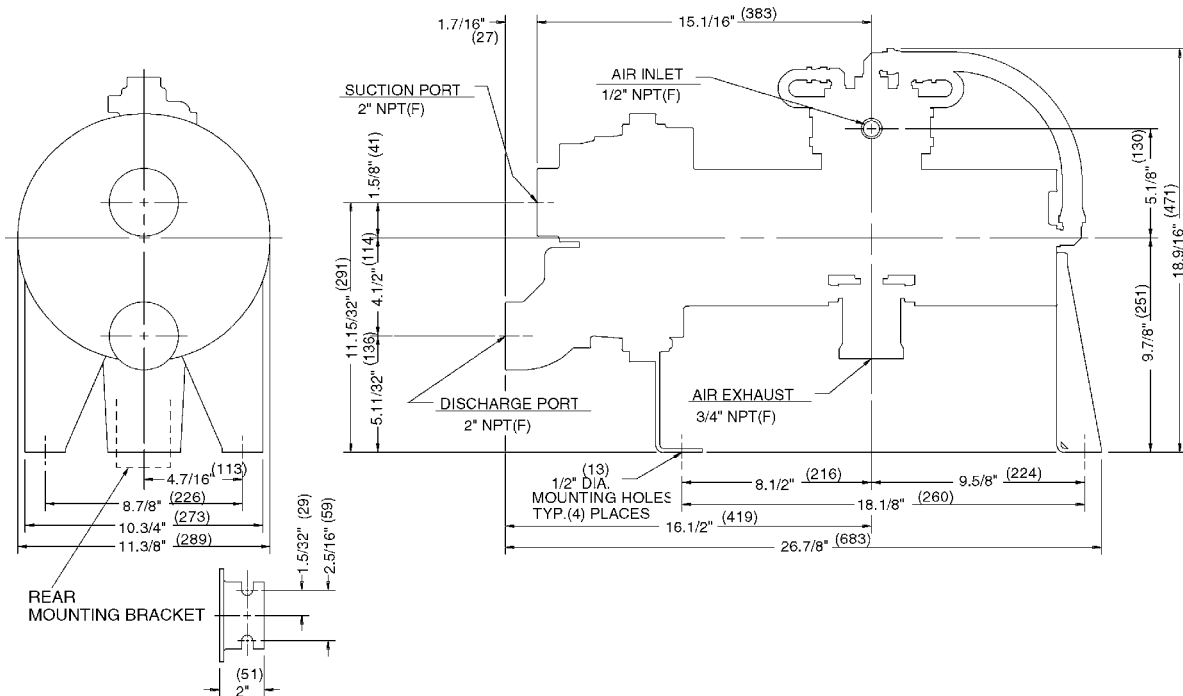 1.7/16"
(27)
15.1/16" (383)
AIR INLET
1/2" NPT(F)
SUCTION PORT
2" NPT(F)
1.5/8" (41)
4.1/2" (114)
11.15/32" (291)
5.11/32" (136)
5.1/8" (130)
18.9/16" (471)
9.7/8" (251)
DISCHARGE PORT
2" NPT(F)
AIR EXHAUST
3/4" NPT(F)
(13)
1/2" DIA.
MOUNTING HOLES
TYP.(4) PLACES
8.1/2" (216)
9.5/8" (224)
18.1/8" (260)
16.1/2" (419)
26.7/8" (683)
4.7/16" (113)
8.7/8" (226)
10.3/4" (273)
11.3/8" (289)
REAR
MOUNTING BRACKET
1.5/32" (29)
2.5/16" (59)
(51)
2"